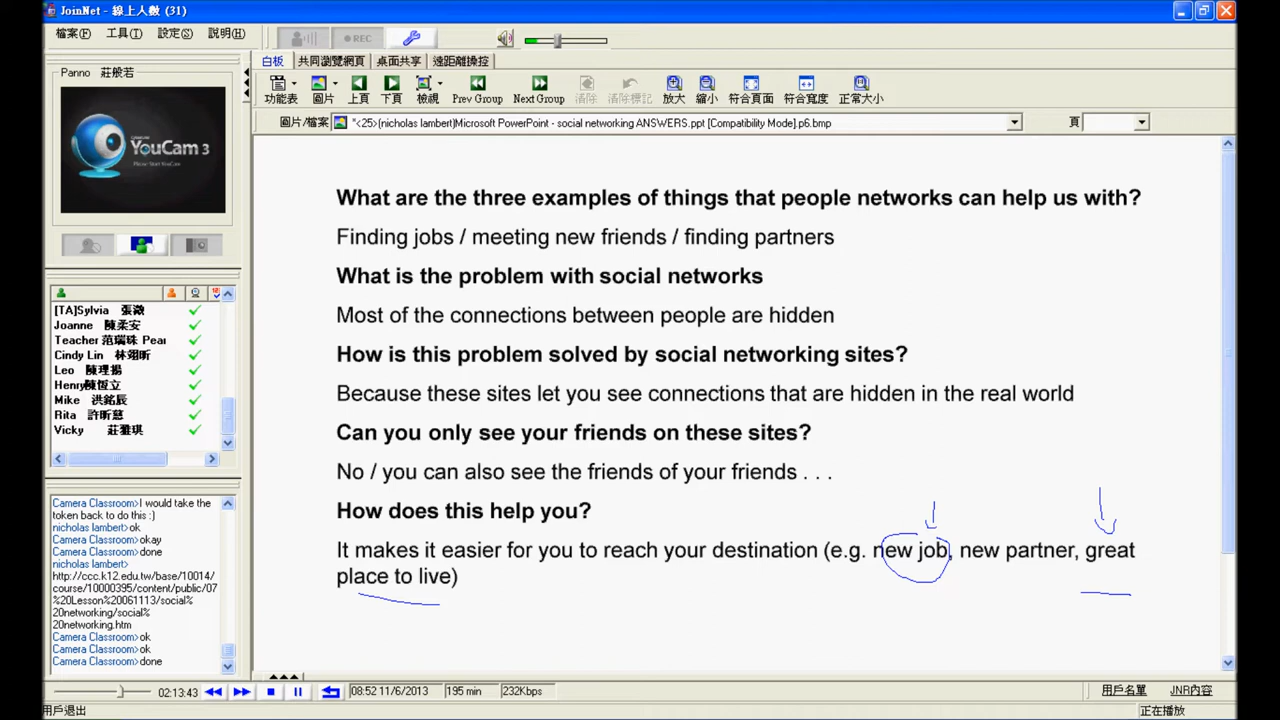 JoinNet - 線上人數 (31)
檔案(F) 工具(T) 設定(S) 說明(H)
REC
Panno 莊般若
YouCam 3
白板 共同瀏覽網頁 桌面共享 遠距離操控
功能表 圖片 上頁 下頁 檢視 Prev Group Next Group 清除 清除標記 放大 縮小 符合頁面 符合寬度 正常大小
圖片/檔案 "<25>(nicholas lambert)Microsoft PowerPoint - social networking ANSWERS.ppt [Compatibility Mode].p6.bmp 頁
[TA]Sylvia 張瀓
Joanne 陳柔安
Teacher 范瑞珠 Pear
Cindy Lin 林翊昕
Leo 陳理揚
Henry陳恆立
Mike 洪銘辰
Rita 許昕慈
Vicky 莊雅琪
Camera Classroom>I would take the
token back to do this :)
nicholas lambert>ok
Camera Classroom>okay
Camera Classroom>done
nicholas lambert>
http://ccc.k12.edu.tw/base/10014/
course/10000395/content/public/07
%20Lesson%20061113/social%
20networking/social%
20networking.htm
Camera Classroom>ok
Camera Classroom>ok
Camera Classroom>done
What are the three examples of things that people networks can help us with?
Finding jobs / meeting new friends / finding partners
What is the problem with social networks
Most of the connections between people are hidden
How is this problem solved by social networking sites?
Because these sites let you see connections that are hidden in the real world
Can you only see your friends on these sites?
No / you can also see the friends of your friends . . .
How does this help you?
It makes it easier for you to reach your destination (e.g. new job, new partner, great
place to live)
02:13:43 08:52 11/6/2013 195 min 232Kbps 用戶名單 JNR內容
用戶退出 正在播放